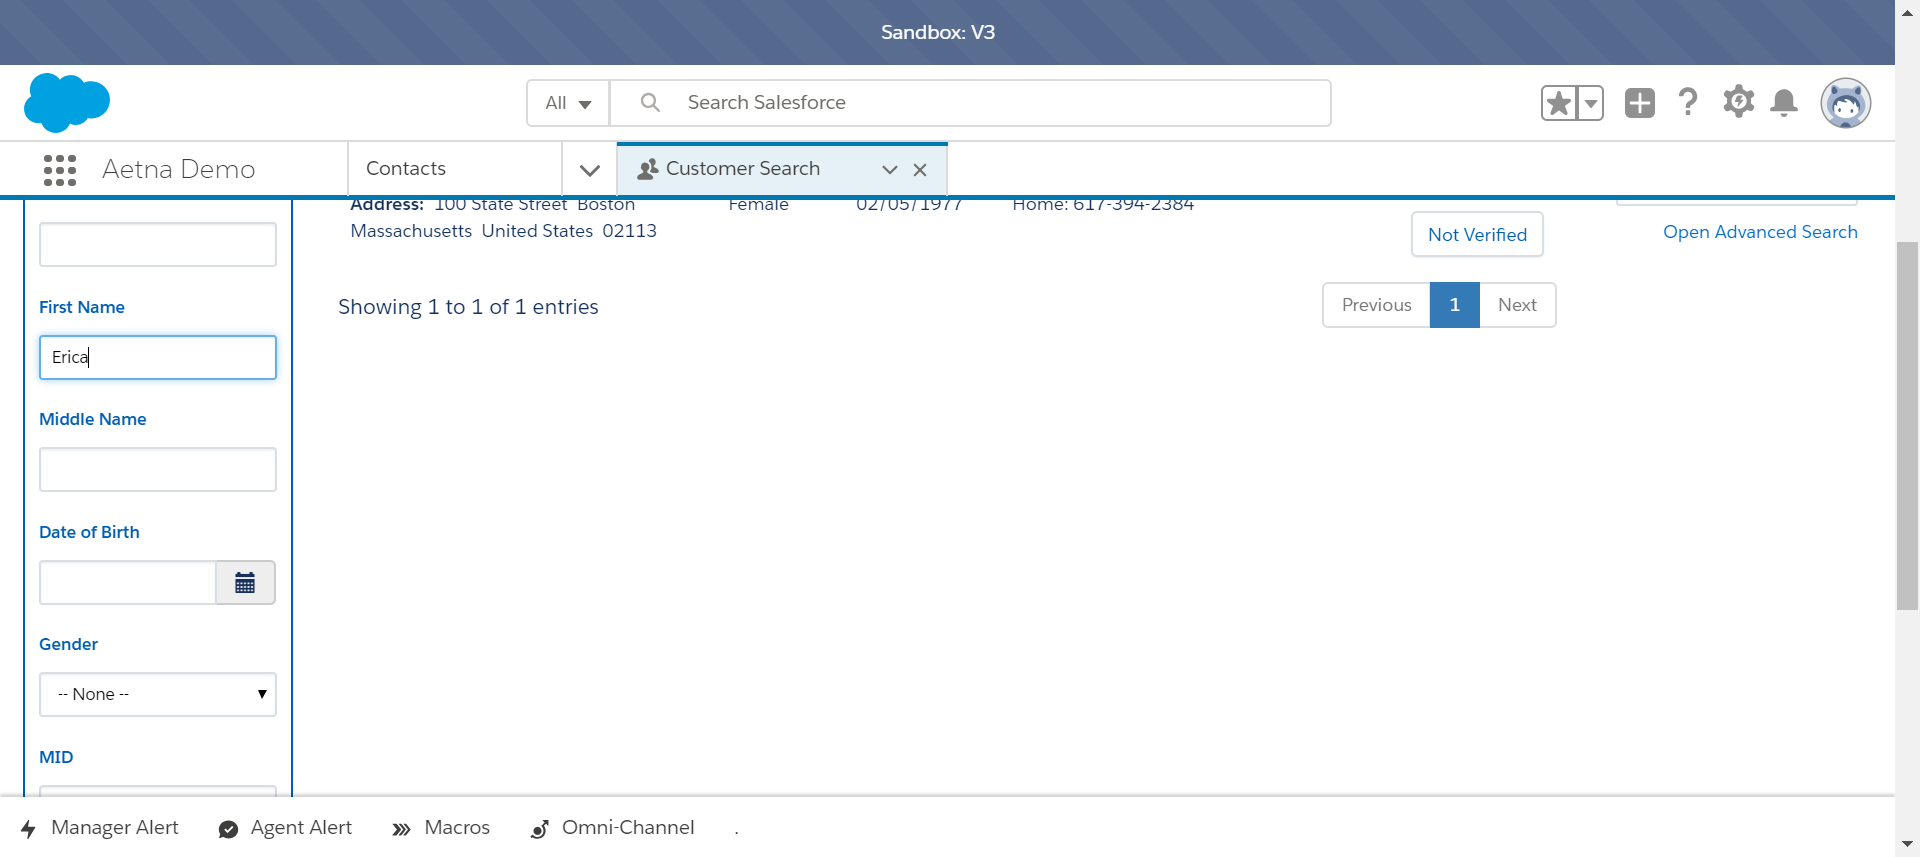 Sandbox: V3
All
Search Salesforce
Aetna Demo
Contacts
Customer Search
Address: 100 State Street Boston
Female
02/05/1977
Home: 617-394-2384
Massachusetts United States 02113
Not Verified
Open Advanced Search
Showing 1 to 1 of 1 entries
Previous
1
Next
First Name
Erica
Middle Name
Date of Birth
Gender
-- None --
MID
Manager Alert
Agent Alert
Macros
Omni-Channel
.